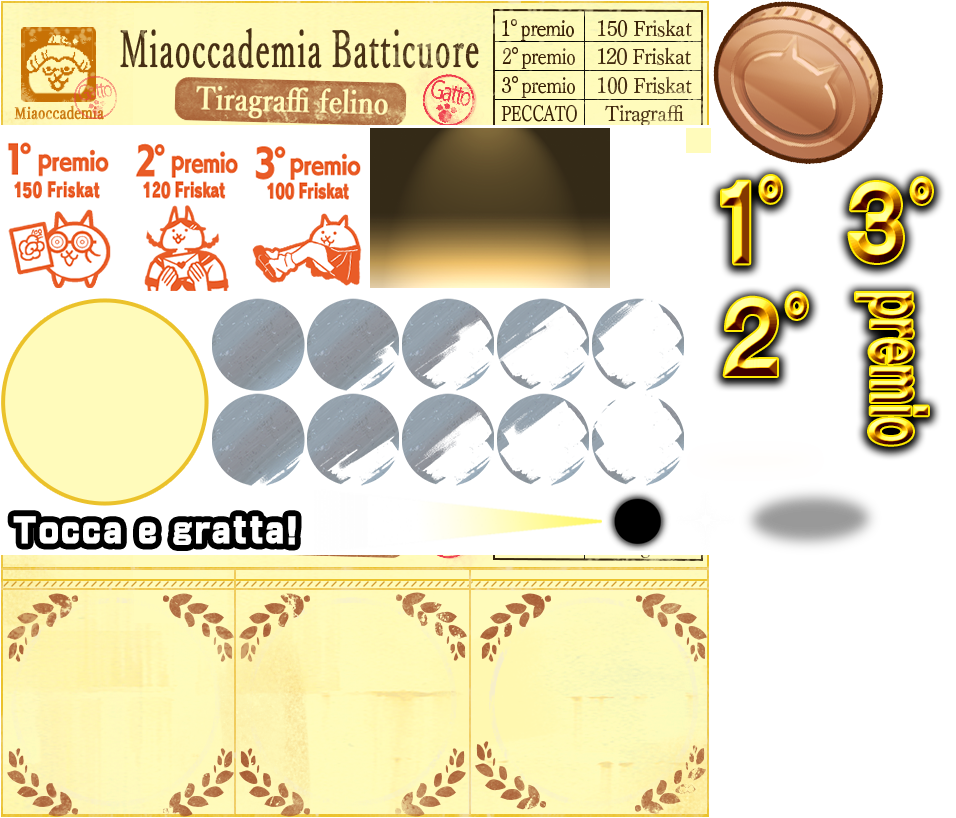 Miaoccademia
Miaoccademia Batticuore
Tiragraffi felino
Gatto
Gatto
1° premio 150 Friskat
2° premio 120 Friskat
3° premio 100 Friskat
PECCATO Tiragraffi
1° premio
150 Friskat
2° premio
120 Friskat
3° premio
100 Friskat
1°
3°
2°
premio
Tocca e gratta!